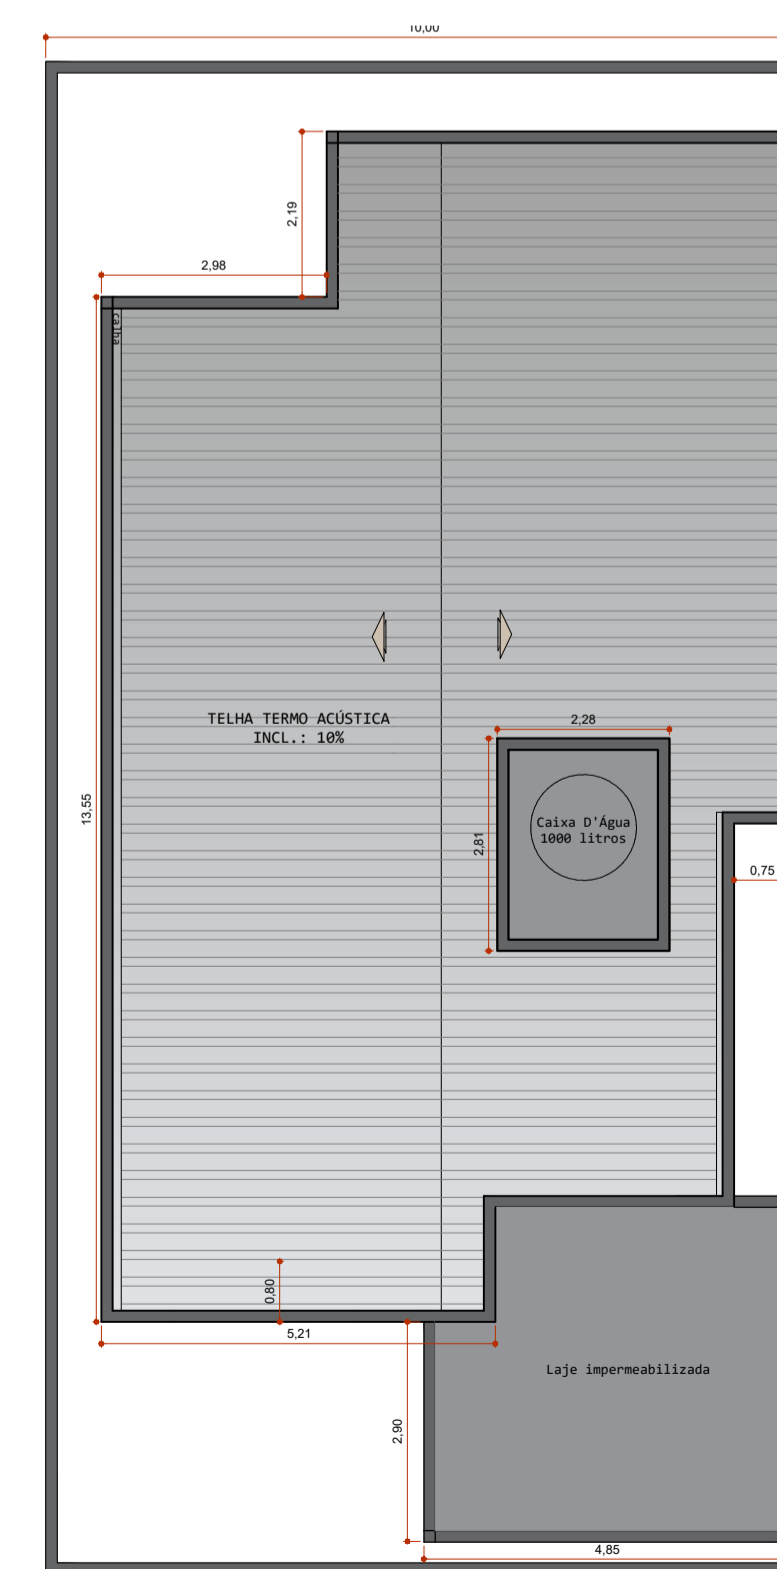 10,00
2,19
2,98
calha
TELHA TERMO ACÚSTICA
INCL.: 10%
2,28
13,55
2,81
Caixa D'Água
1000 litros
0,75
0,80
5,21
Laje impermeabilizada
2,90
4,85